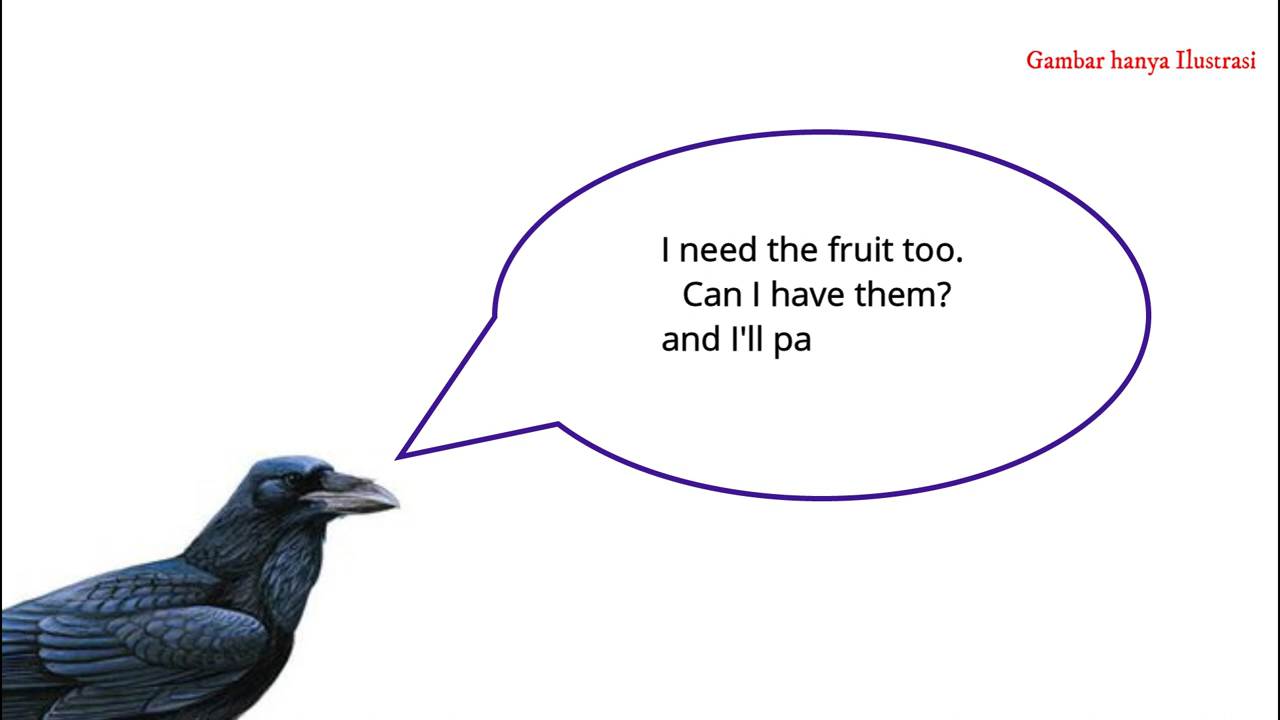 Gambar hanya Ilustrasi
I need the fruit too.
Can I have them?
and I'll pa